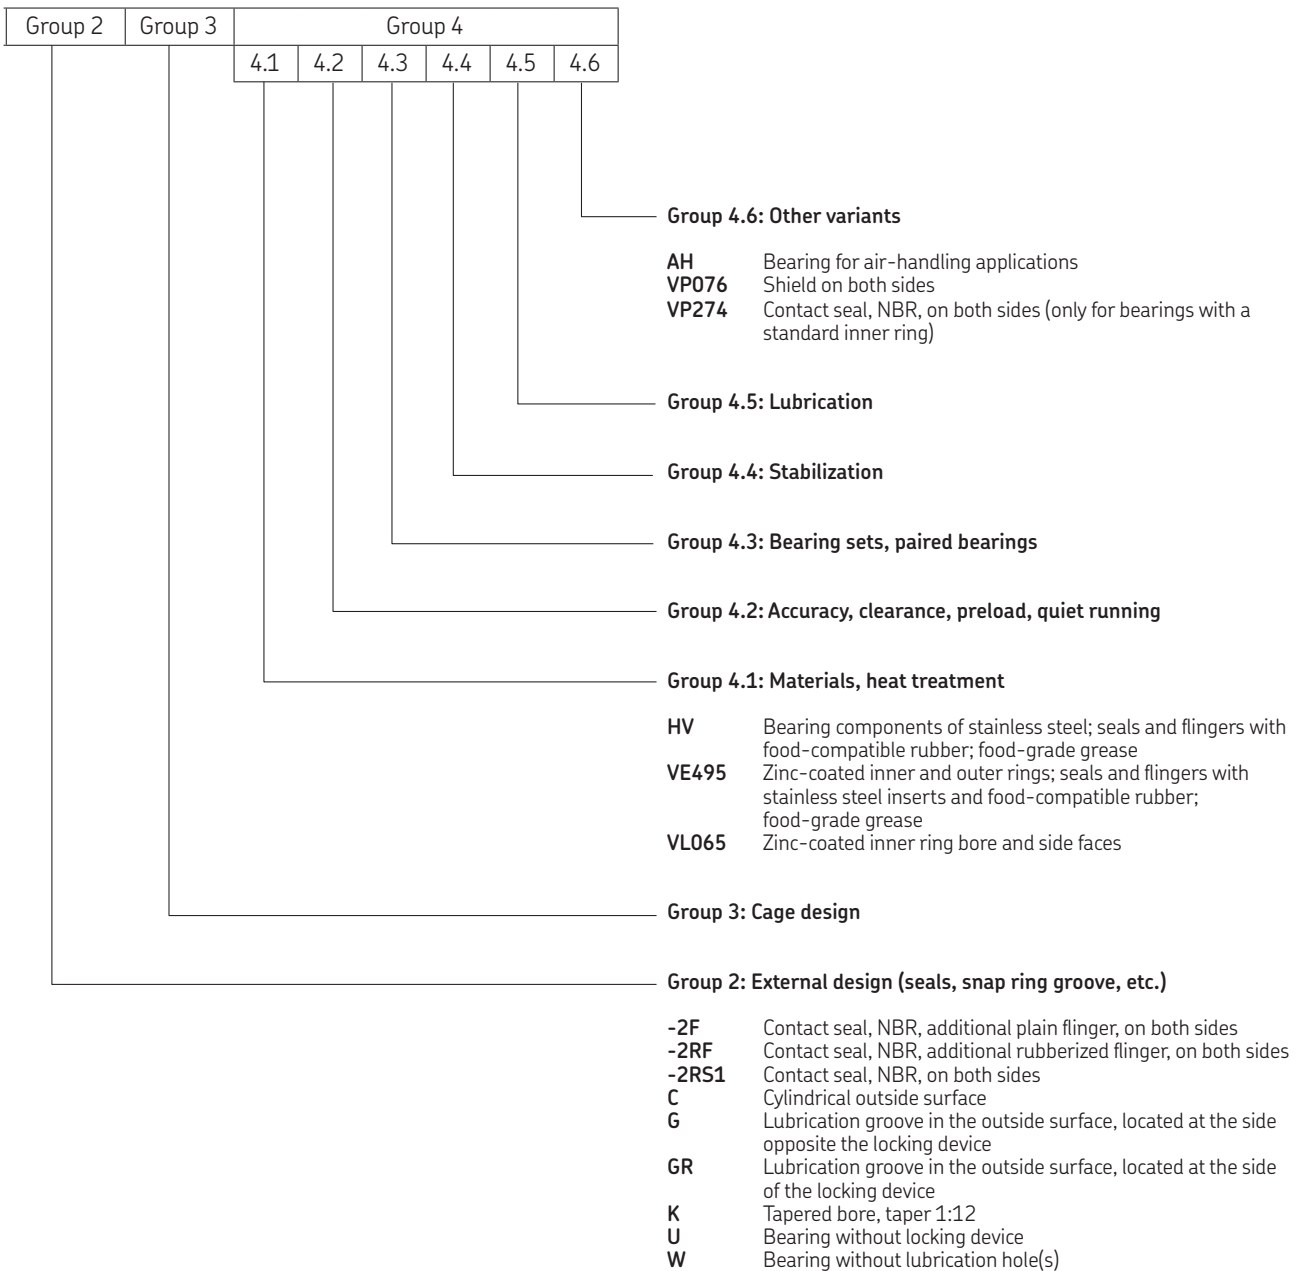 Group 2 Group 3 Group 4
4.1 4.2 4.3 4.4 4.5 4.6
Group 4.6: Other variants
AH Bearing for air-handling applications
VP076 Shield on both sides
VP274 Contact seal, NBR, on both sides (only for bearings with a
standard inner ring)
Group 4.5: Lubrication
Group 4.4: Stabilization
Group 4.3: Bearing sets, paired bearings
Group 4.2: Accuracy, clearance, preload, quiet running
Group 4.1: Materials, heat treatment
HV Bearing components of stainless steel; seals and flingers with
food-compatible rubber; food-grade grease
VE495 Zinc-coated inner and outer rings; seals and flingers with
stainless steel inserts and food-compatible rubber;
food-grade grease
VL065 Zinc-coated inner ring bore and side faces
Group 3: Cage design
Group 2: External design (seals, snap ring groove, etc.)
-2F Contact seal, NBR, additional plain flinger, on both sides
-2RF Contact seal, NBR, additional rubberized flinger, on both sides
-2RS1 Contact seal, NBR, on both sides
C Cylindrical outside surface
G Lubrication groove in the outside surface, located at the side
opposite the locking device
GR Lubrication groove in the outside surface, located at the side
of the locking device
K Tapered bore, taper 1:12
U Bearing without locking device
W Bearing without lubrication hole(s)